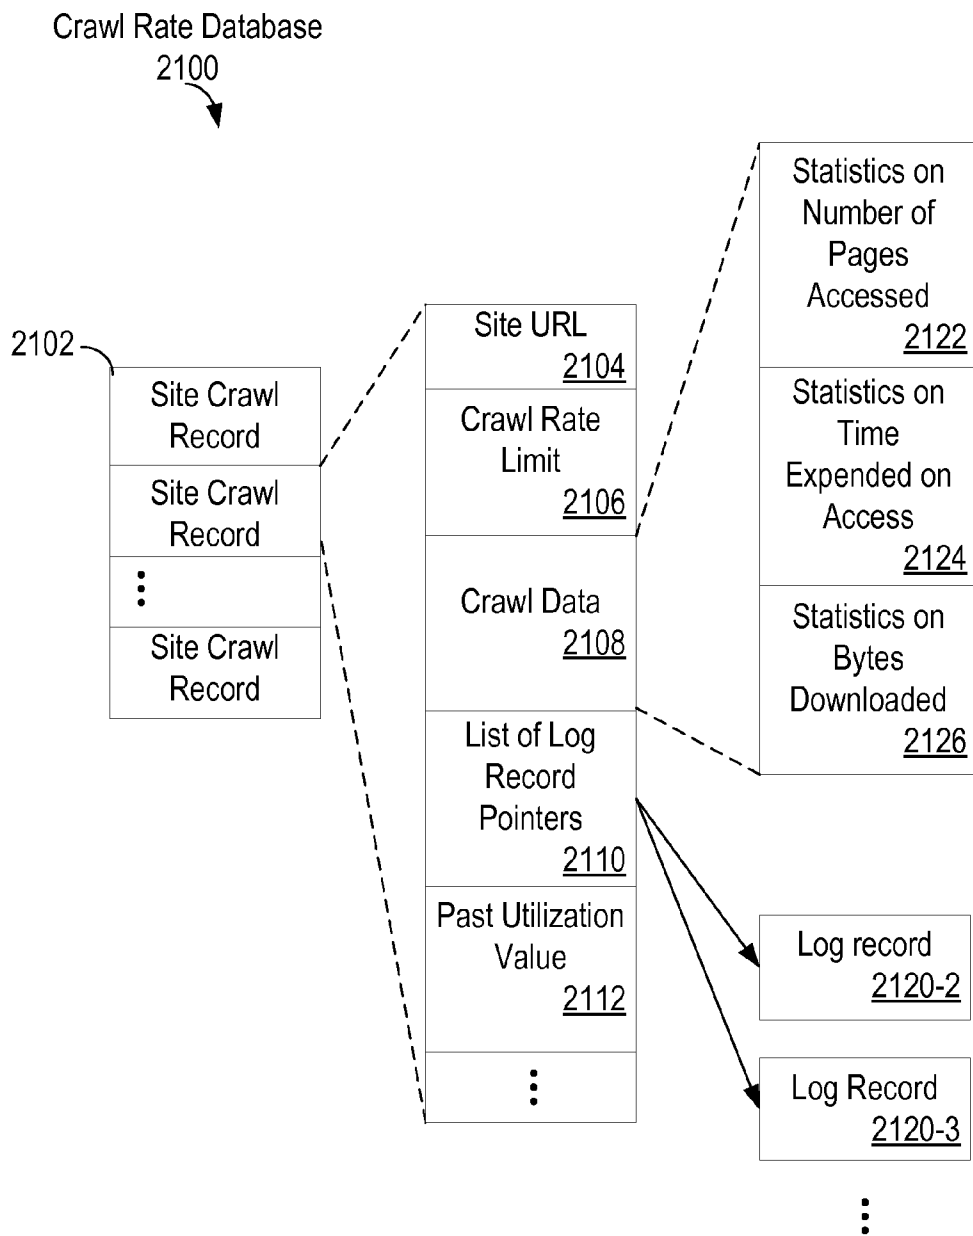 Crawl Rate Database
2100
2102
Site Crawl
Record
Site Crawl
Record
Site Crawl
Record
Site URL
2104
Crawl Rate
Limit
2106
Crawl Data
2108
List of Log
Record
Pointers
2110
Past Utilization
Value
2112
Statistics on
Number of
Pages
Accessed
2122
Statistics on
Time
Expended on
Access
2124
Statistics on
Bytes
Downloaded
2126
Log record
2120-2
Log Record
2120-3